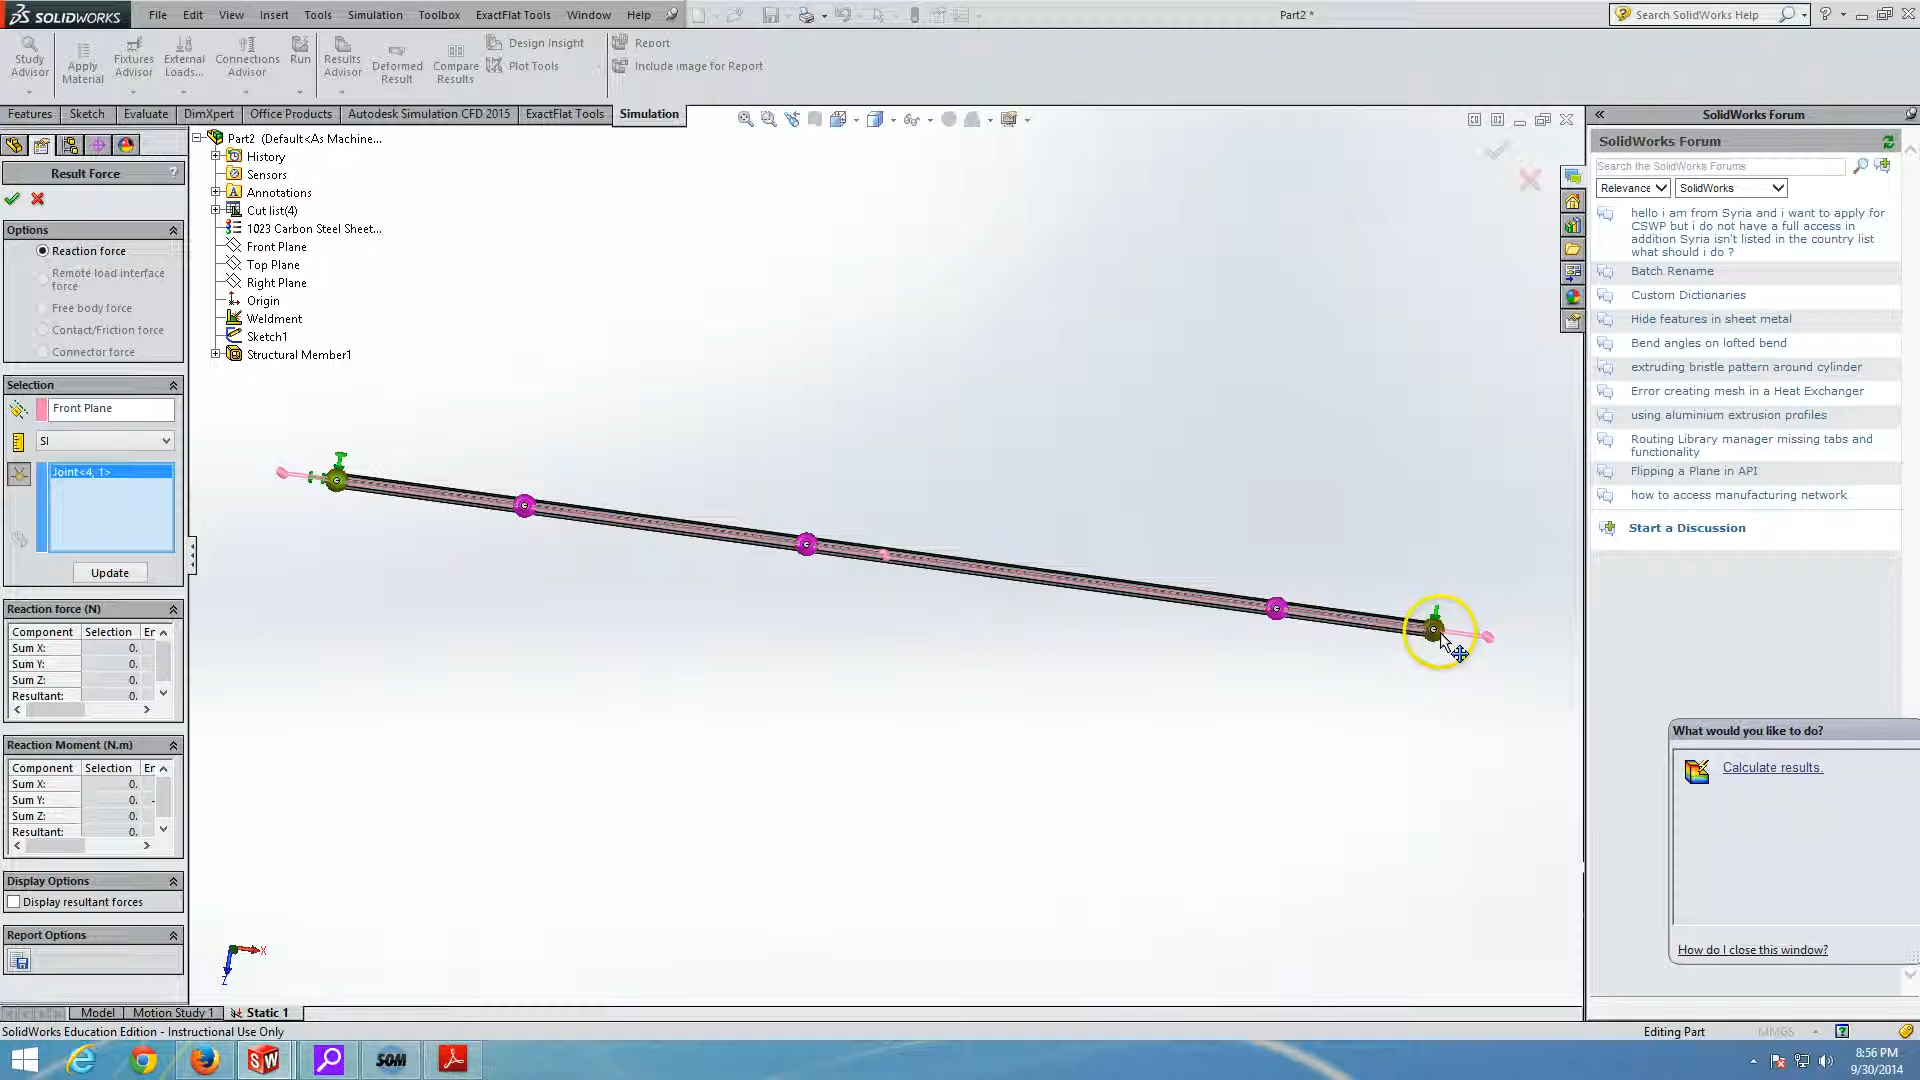 SOLIDWORKS File Edit View Insert Tools Simulation Toolbox ExactFlat Tools Window Help Part2 * Search SolidWorks Help
Study Advisor Apply Material Fixtures Advisor External Loads... Connections Advisor Run Results Advisor Deformed Result Compare Results Design Insight Plot Tools Report Include Image for Report
Features Sketch Evaluate DimXpert Office Products Autodesk Simulation CFD 2015 ExactFlat Tools Simulation
Result Force ?
Options
Reaction force
Remote load interface force
Free body force
Contact/Friction force
Connector force
Selection
Front Plane
SI
Joint<4, 1>
Update
Reaction force (N)
Component Selection Er
Sum X: 0.
Sum Y: 0.
Sum Z: 0.
Resultant: 0.
Reaction Moment (N.m)
Component Selection Er
Sum X: 0.
Sum Y: 0. -
Sum Z: 0.
Resultant: 0.
Display Options
Display resultant forces
Report Options
Part2 (Default<As Machine...
History
Sensors
Annotations
Cut list(4)
1023 Carbon Steel Sheet...
Front Plane
Top Plane
Right Plane
Origin
Weldment
Sketch1
Structural Member1
X
Z
SolidWorks Forum
SolidWorks Forum
Search the SolidWorks Forums
Relevance SolidWorks
hello i am from Syria and i want to apply for
CSWP but i do not have a full access in
addition Syria isn't listed in the country list
what should i do ?
Batch Rename
Custom Dictionaries
Hide features in sheet metal
Bend angles on lofted bend
extruding bristle pattern around cylinder
Error creating mesh in a Heat Exchanger
using aluminium extrusion profiles
Routing Library manager missing tabs and
functionality
Flipping a Plane in API
how to access manufacturing network
Start a Discussion
What would you like to do?
Calculate results.
How do I close this window?
Model Motion Study 1 Static 1
SolidWorks Education Edition - Instructional Use Only Editing Part MMGS
SW SOM
8:56 PM
9/30/2014